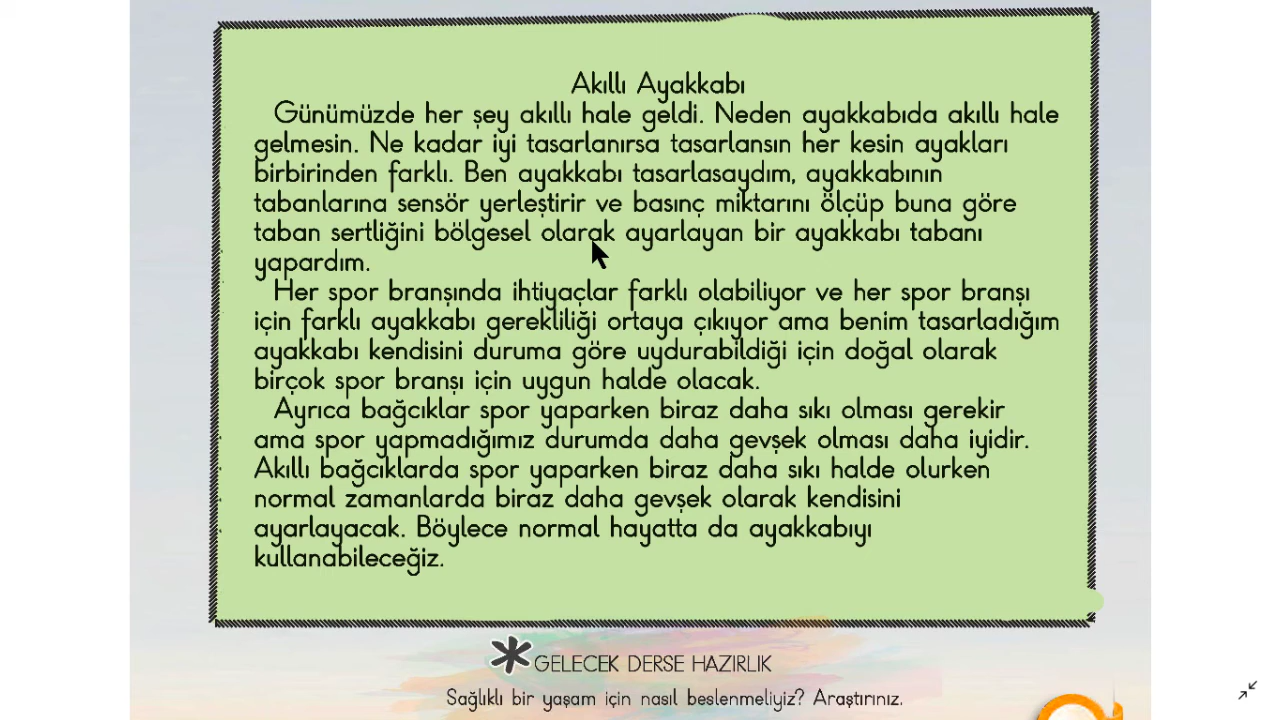 Akıllı Ayakkabı
Günümüzde her şey akıllı hale geldi. Neden ayakkabıda akıllı hale
gelmesin. Ne kadar iyi tasarlanırsa tasarlansın her kesin ayakları
birbirinden farklı. Ben ayakkabı tasarlasaydım, ayakkabının
tabanlarına sensör yerleştirir ve basınç miktarını ölçüp buna göre
taban sertliğini bölgesel olarak ayarlayan bir ayakkabı tabanı
yapardım.
Her spor branşında ihtiyaçlar farklı olabiliyor ve her spor branşı
için farklı ayakkabı gerekliliği ortaya çıkıyor ama benim tasarladığım
ayakkabı kendisini duruma göre uydurabildiği için doğal olarak
birçok spor branşı için uygun halde olacak.
Ayrıca bağcıklar spor yaparken biraz daha sıkı olması gerekir
ama spor yapmadığımız durumda daha gevşek olması daha iyidir.
Akıllı bağcıklarda spor yaparken biraz daha sıkı halde olurken
normal zamanlarda biraz daha gevşek olarak kendisini
ayarlayacak. Böylece normal hayatta da ayakkabıyı
kullanabileceğiz.
GELECEK DERSE HAZIRLIK
Sağlıklı bir yaşam için nasıl beslenmeliyiz? Araştırınız.